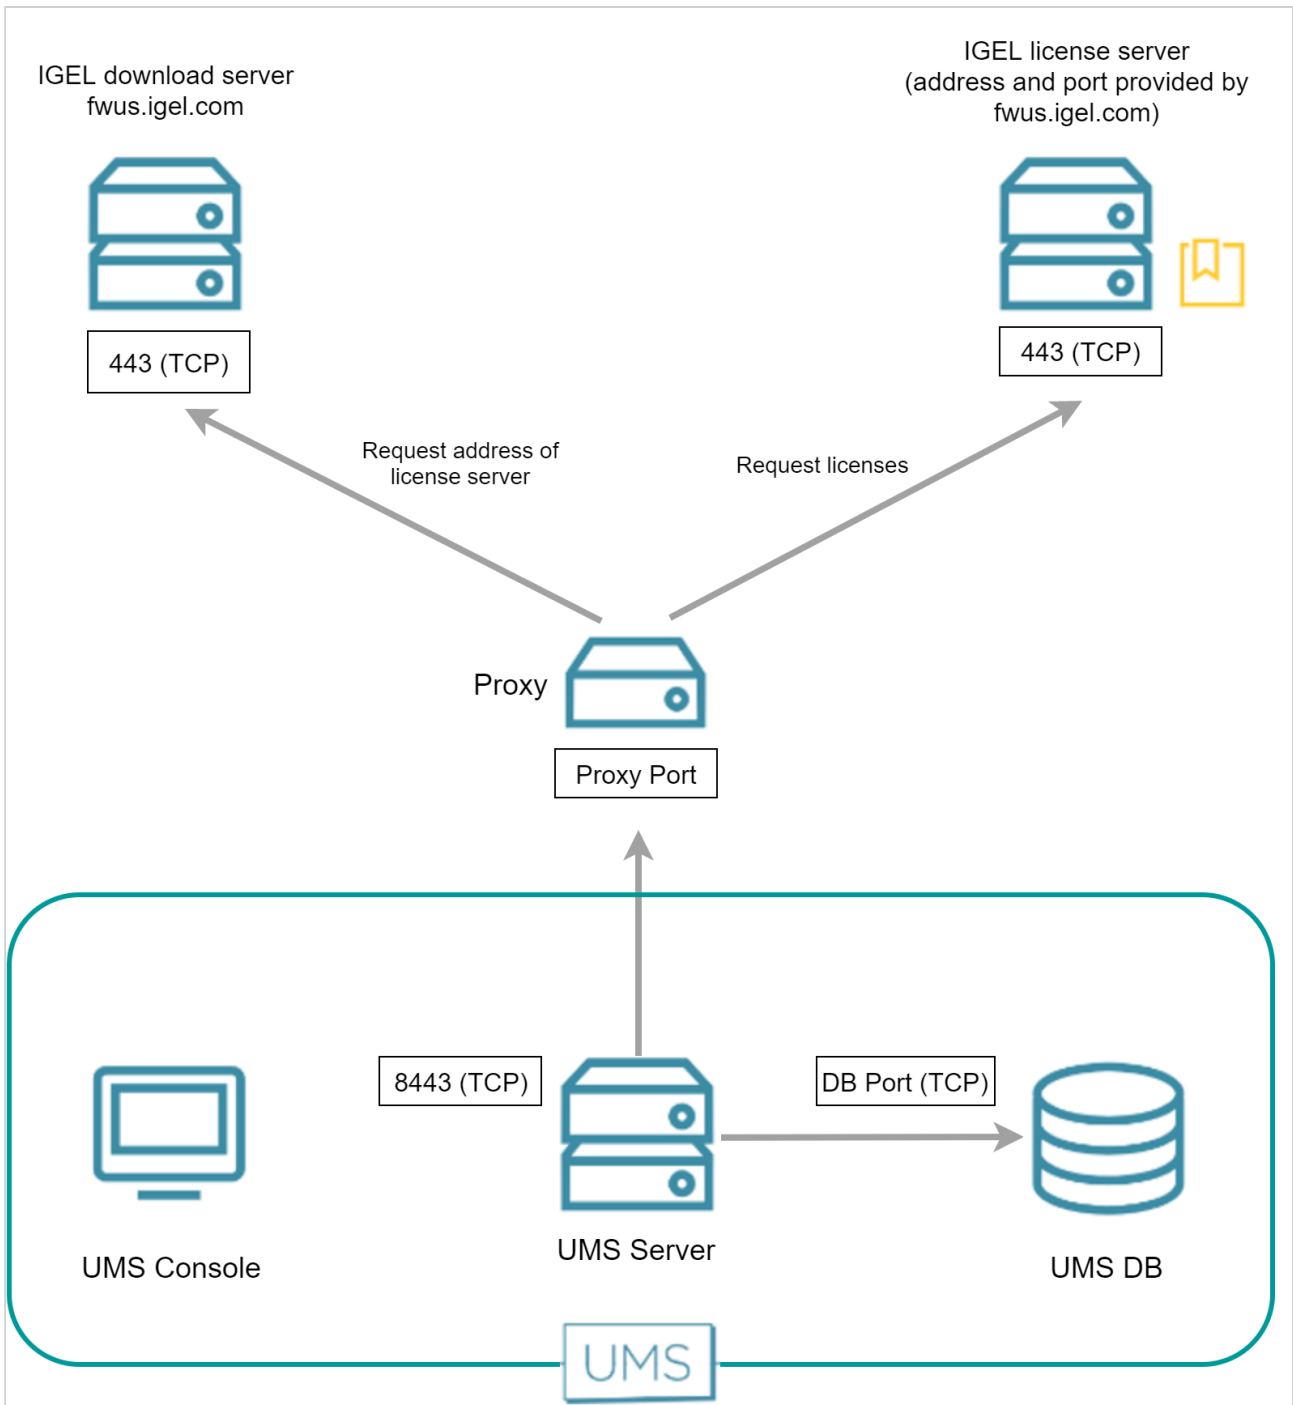 IGEL download server
fwus.igel.com
IGEL license server
(address and port provided by
fwus.igel.com)
443 (TCP)
443 (TCP)
Request address of
license server
Request licenses
Proxy
Proxy Port
8443 (TCP)
DB Port (TCP)
UMS Console
UMS Server
UMS DB
UMS